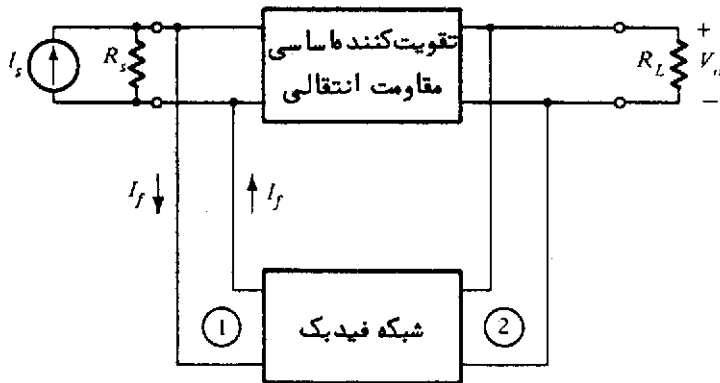 تقویت‌کننده‌اساسی
مقاومت انتقالی
I_s
R_s
R_L
+
V_o
−
I_f
I_f
1
شبکه فیدبک
2